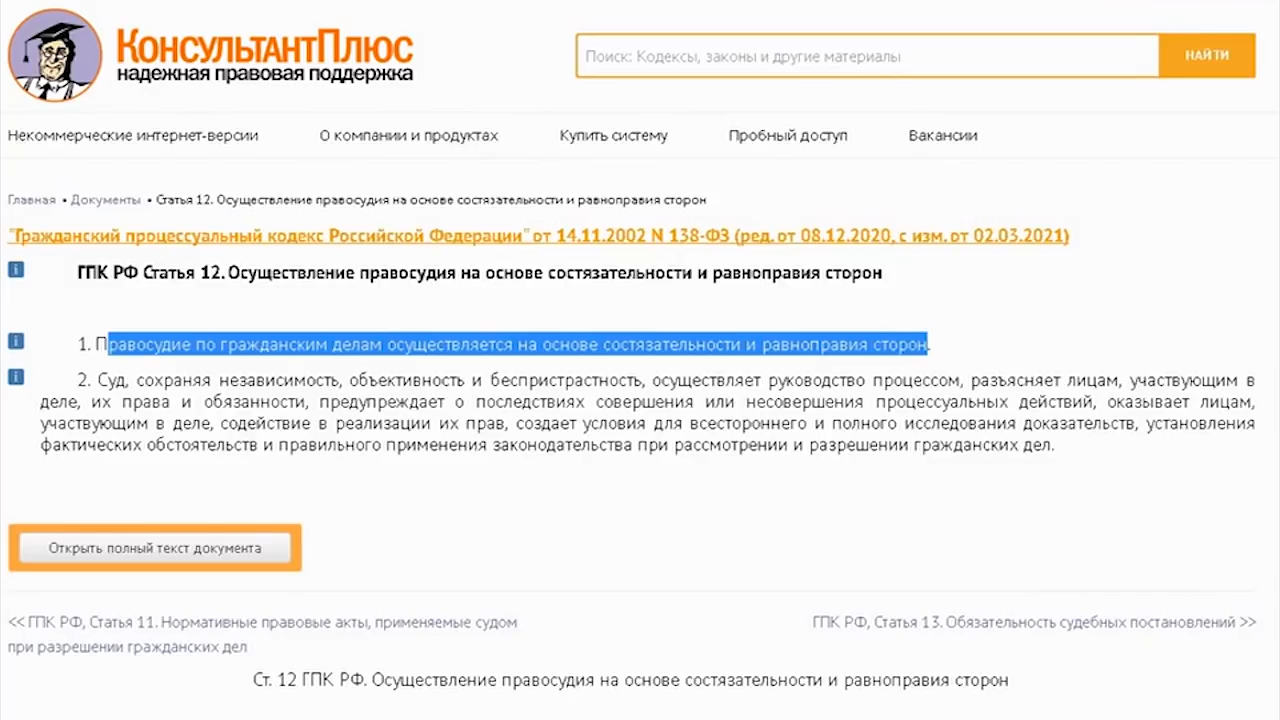 КонсультантПлюс
надежная правовая поддержка
Поиск: Кодексы, законы и другие материалы
НАЙТИ
Некоммерческие интернет-версии О компании и продуктах Купить систему Пробный доступ Вакансии
Главная • Документы • Статья 12. Осуществление правосудия на основе состязательности и равноправия сторон
"Гражданский процессуальный кодекс Российской Федерации" от 14.11.2002 N 138-ФЗ (ред. от 08.12.2020, с изм. от 02.03.2021)
ГПК РФ Статья 12. Осуществление правосудия на основе состязательности и равноправия сторон
1. Правосудие по гражданским делам осуществляется на основе состязательности и равноправия сторон.
2. Суд, сохраняя независимость, объективность и беспристрастность, осуществляет руководство процессом, разъясняет лицам, участвующим в
деле, их права и обязанности, предупреждает о последствиях совершения или несовершения процессуальных действий, оказывает лицам,
участвующим в деле, содействие в реализации их прав, создает условия для всестороннего и полного исследования доказательств, установления
фактических обстоятельств и правильного применения законодательства при рассмотрении и разрешении гражданских дел.
Открыть полный текст документа
<< ГПК РФ, Статья 11. Нормативные правовые акты, применяемые судом
при разрешении гражданских дел
ГПК РФ, Статья 13. Обязательность судебных постановлений >>
Ст. 12 ГПК РФ. Осуществление правосудия на основе состязательности и равноправия сторон